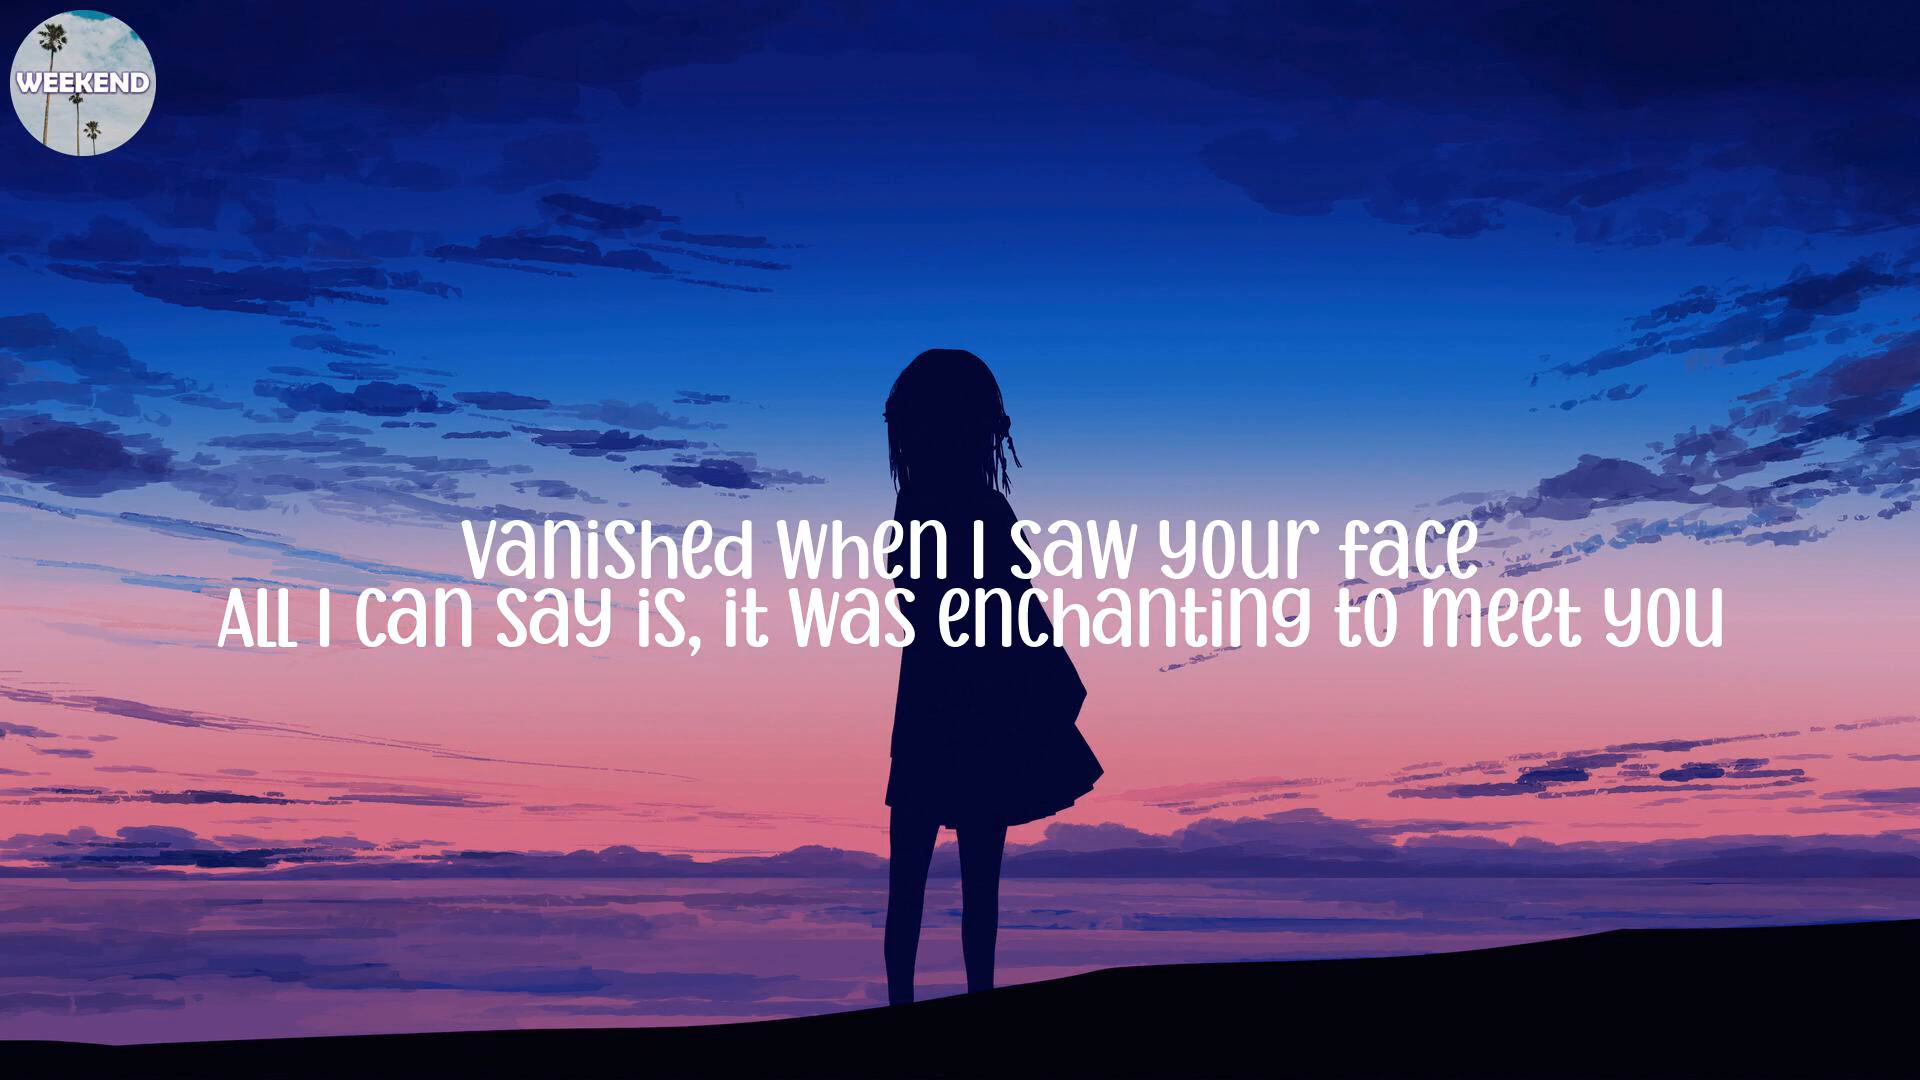 WEEKEND
Vanished when I saw your face
All I can say is, it was enchanting to meet you